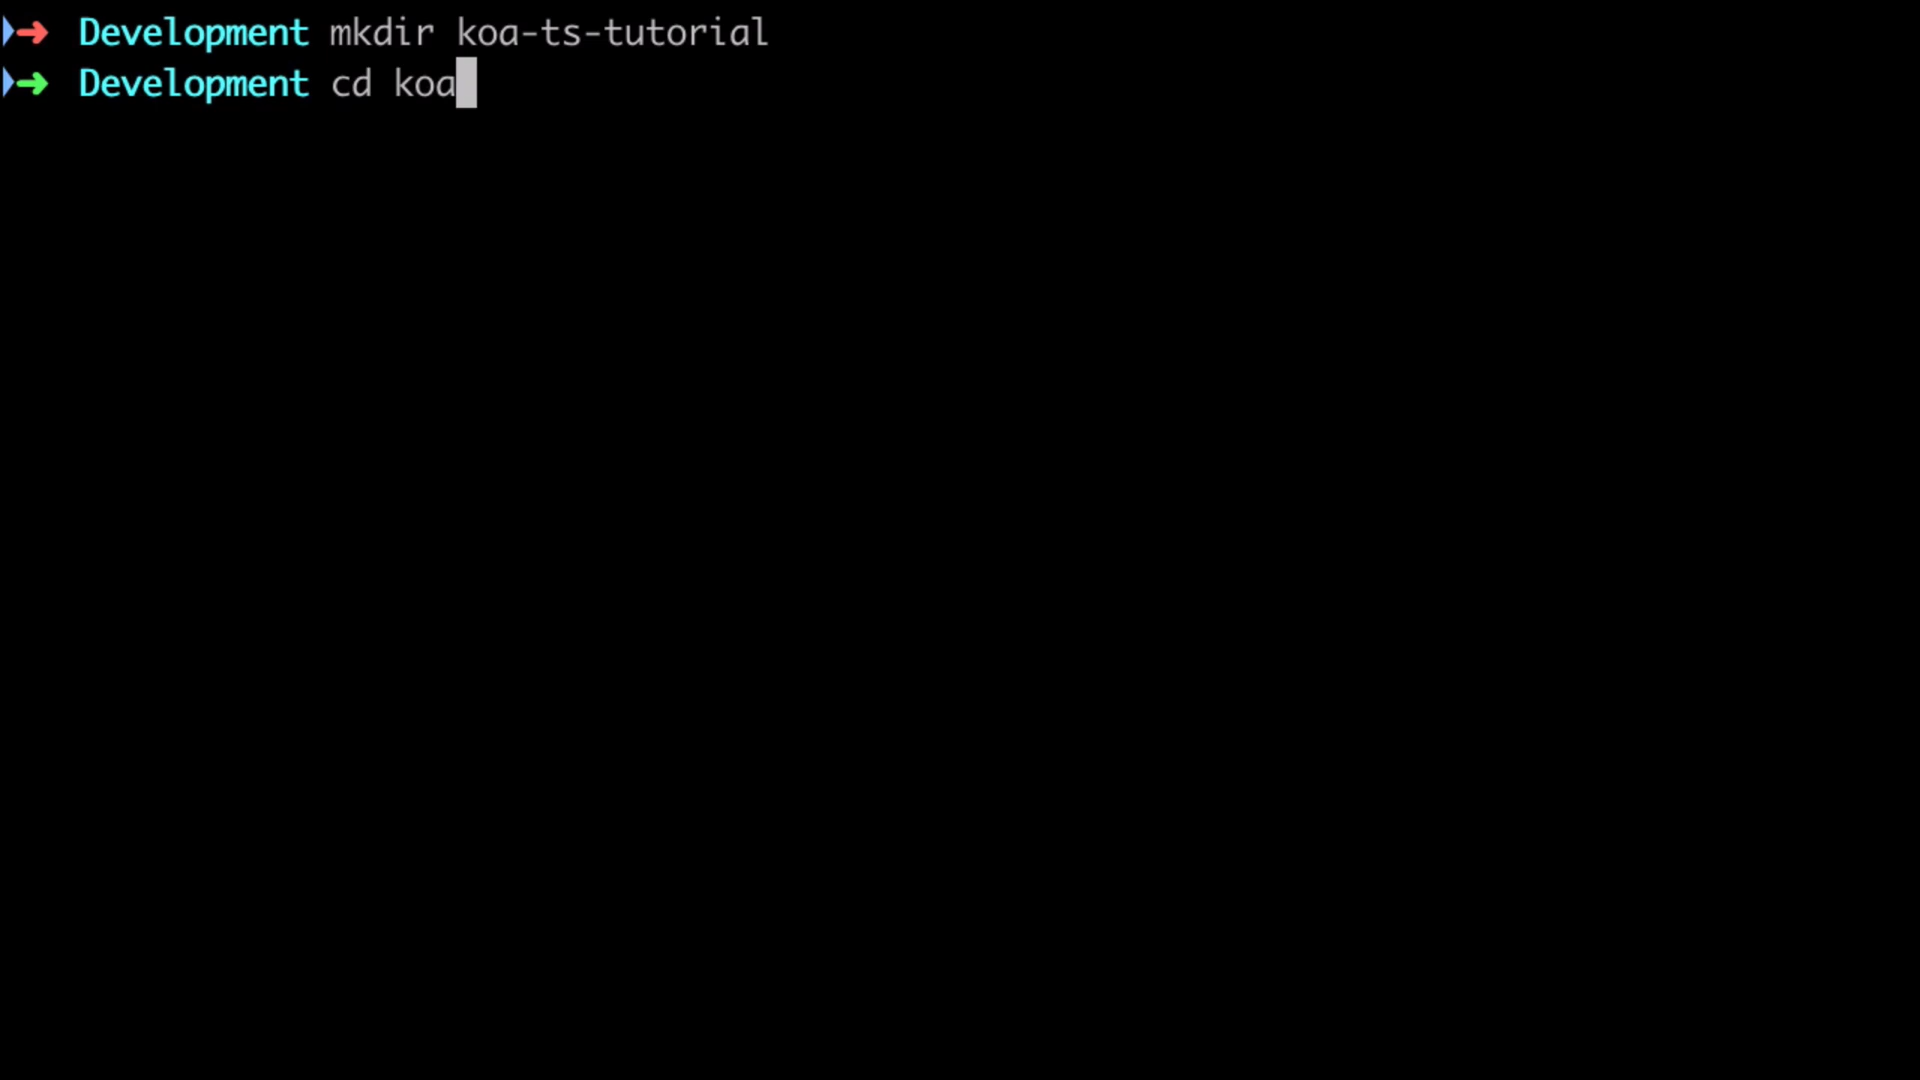 ➜ Development mkdir koa-ts-tutorial
➜ Development cd koa